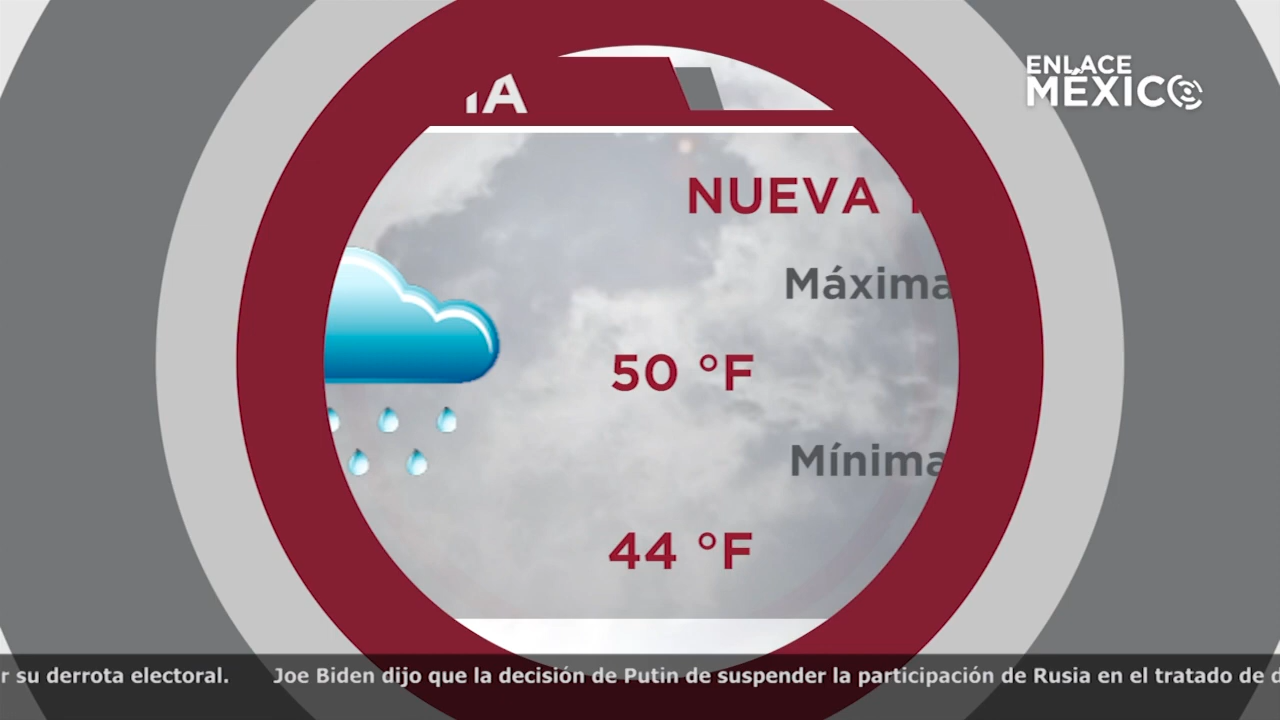 ENLACE
MÉXICO
NUEVA
Máxima
50 °F
Mínima
44 °F
r su derrota electoral. Joe Biden dijo que la decisión de Putin de suspender la participación de Rusia en el tratado de d